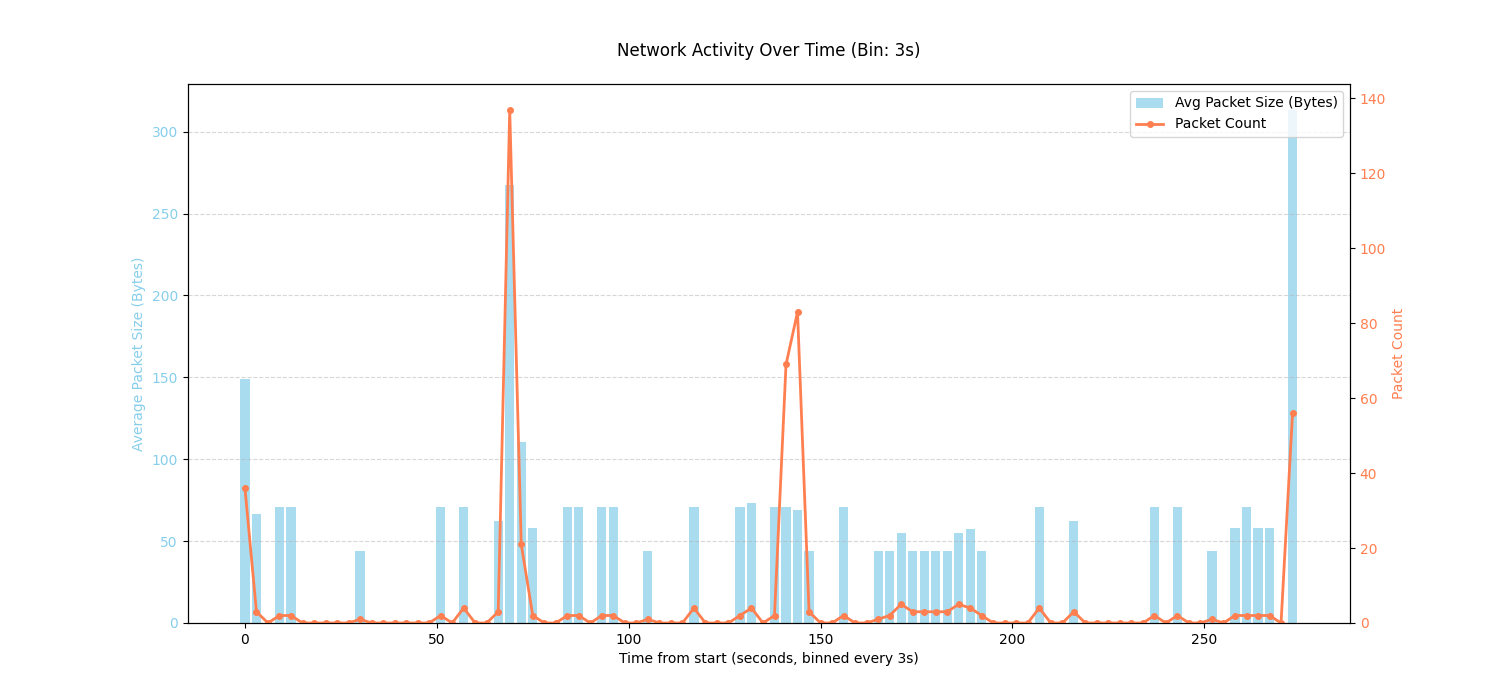 Network Activity Over Time (Bin: 3s)
Avg Packet Size (Bytes)
Packet Count
Average Packet Size (Bytes)
300
250
200
150
100
50
0
140
120
100
80
60
40
20
0
Packet Count
0 50 100 150 200 250
Time from start (seconds, binned every 3s)